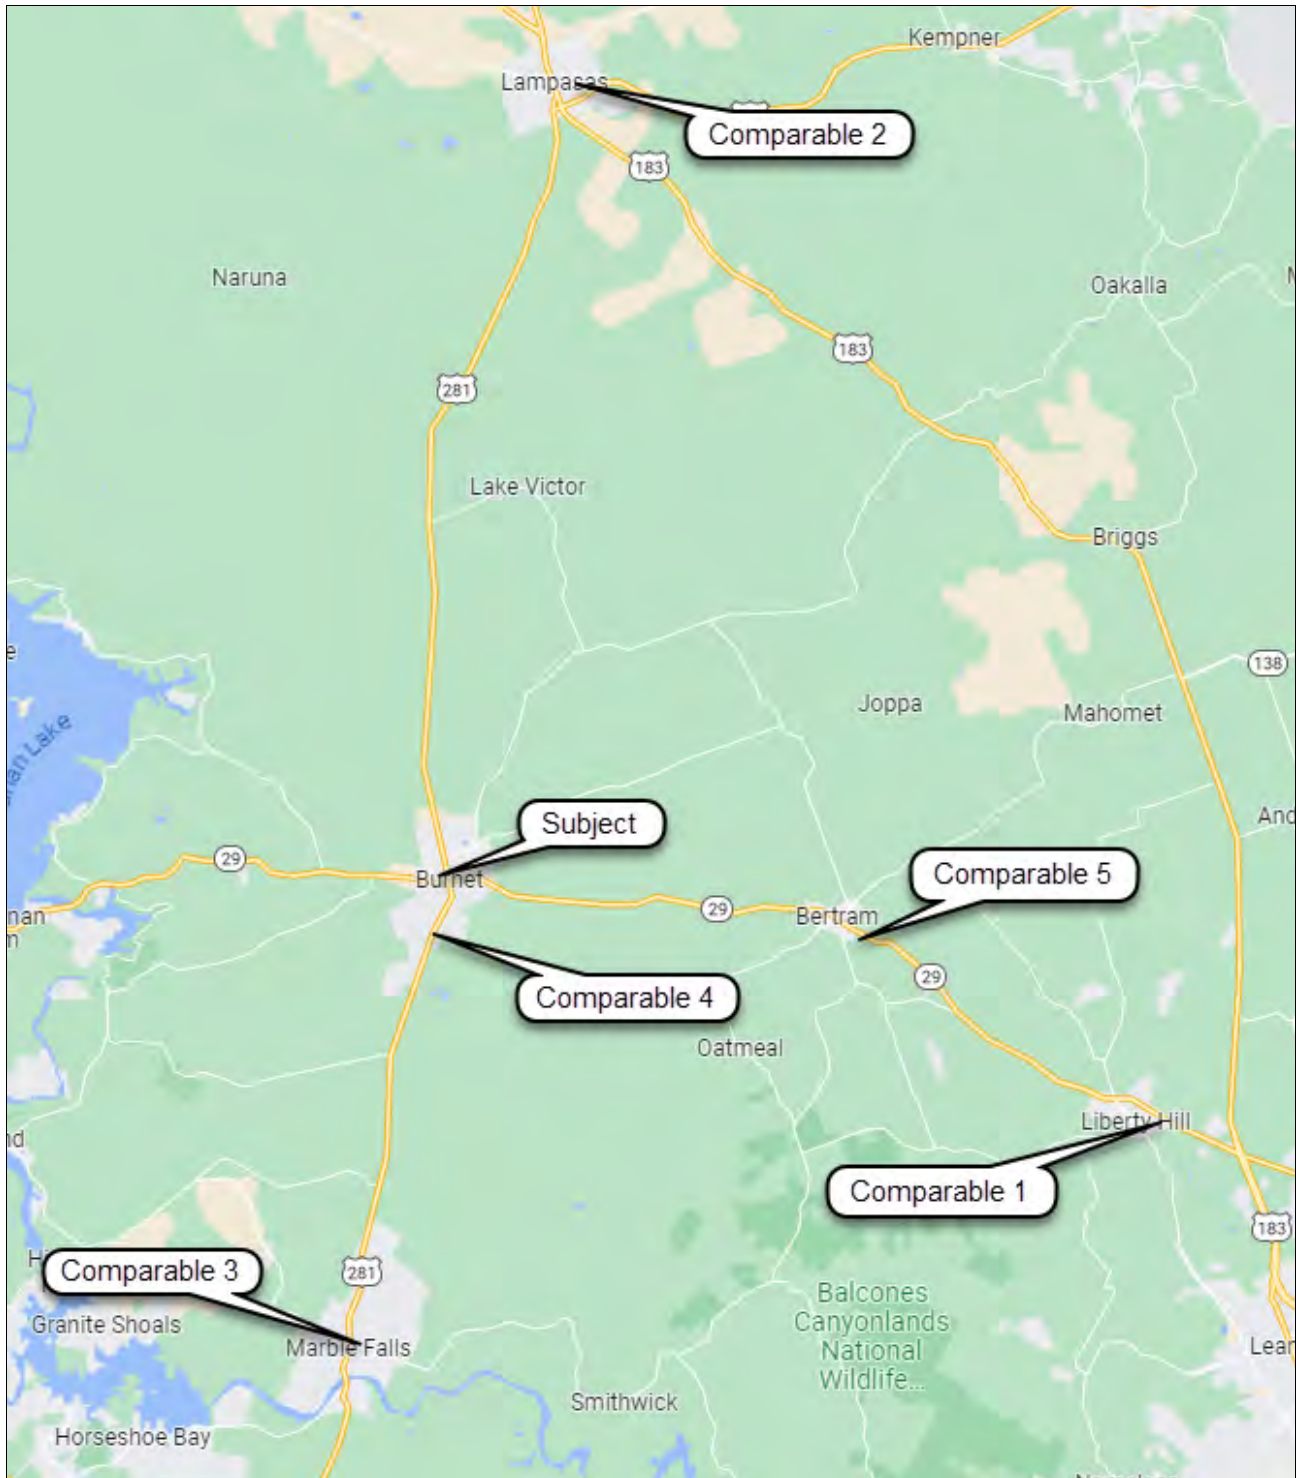 Kempner
Lampasas
Comparable 2
183
Naruna
Oakalla
183
281
Lake Victor
Briggs
138
Joppa
Mahomet
Subject
29
Burnet
Comparable 5
29
Bertram
29
Comparable 4
Oatmeal
Liberty Hill
Comparable 1
183
Comparable 3
281
Balcones
Canyonlands
National
Wildlife...
Granite Shoals
Marble Falls
Smithwick
Horseshoe Bay